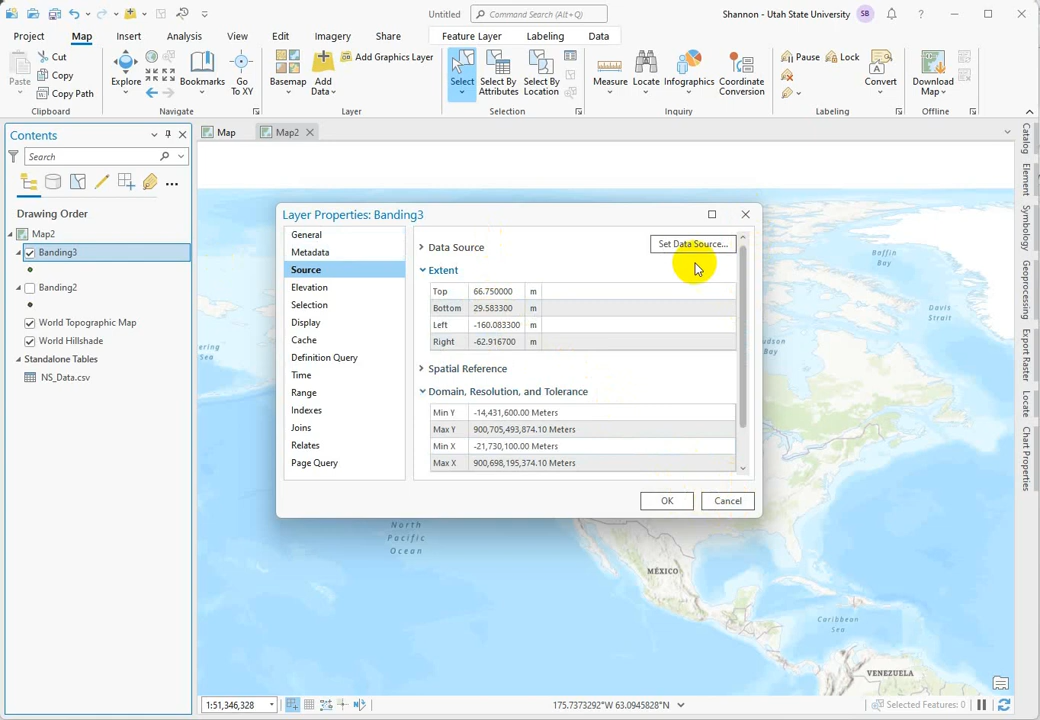 Untitled
Command Search (Alt+Q)
Shannon - Utah State University
SB
?
Project
Map
Insert
Analysis
View
Edit
Imagery
Share
Feature Layer
Labeling
Data
Paste
Cut
Copy
Copy Path
Clipboard
Explore
Bookmarks
Go To XY
Navigate
Basemap
Add Data
Add Graphics Layer
Layer
Select
Select By Attributes
Select By Location
Selection
Measure
Locate
Infographics
Coordinate Conversion
Inquiry
Pause
Lock
Convert
Labeling
Download Map
Offline
Contents
Search
Drawing Order
Map2
Banding3
Banding2
World Topographic Map
World Hillshade
Standalone Tables
NS_Data.csv
Map
Map2
Layer Properties: Banding3
General
Metadata
Source
Elevation
Selection
Display
Cache
Definition Query
Time
Range
Indexes
Joins
Relates
Page Query
Data Source
Set Data Source...
Extent
Top 66.750000 m
Bottom 29.583300 m
Left -160.083300 m
Right -62.916700 m
Spatial Reference
Domain, Resolution, and Tolerance
Min Y -14,431,600.00 Meters
Max Y 900,705,493,874.10 Meters
Min X -21,730,100.00 Meters
Max X 900,698,195,374.10 Meters
OK
Cancel
Baffin
Bay
Davis
Strait
dson
Bay
ering
Sea
North
Pacific
Ocean
MÉXICO
Caribbean
Sea
VENEZUELA
Catalog
Element
Symbology
Geoprocessing
Export Raster
Locate
Chart Properties
1:51,346,328
175.7373292°W 63.0945828°N
Selected Features: 0